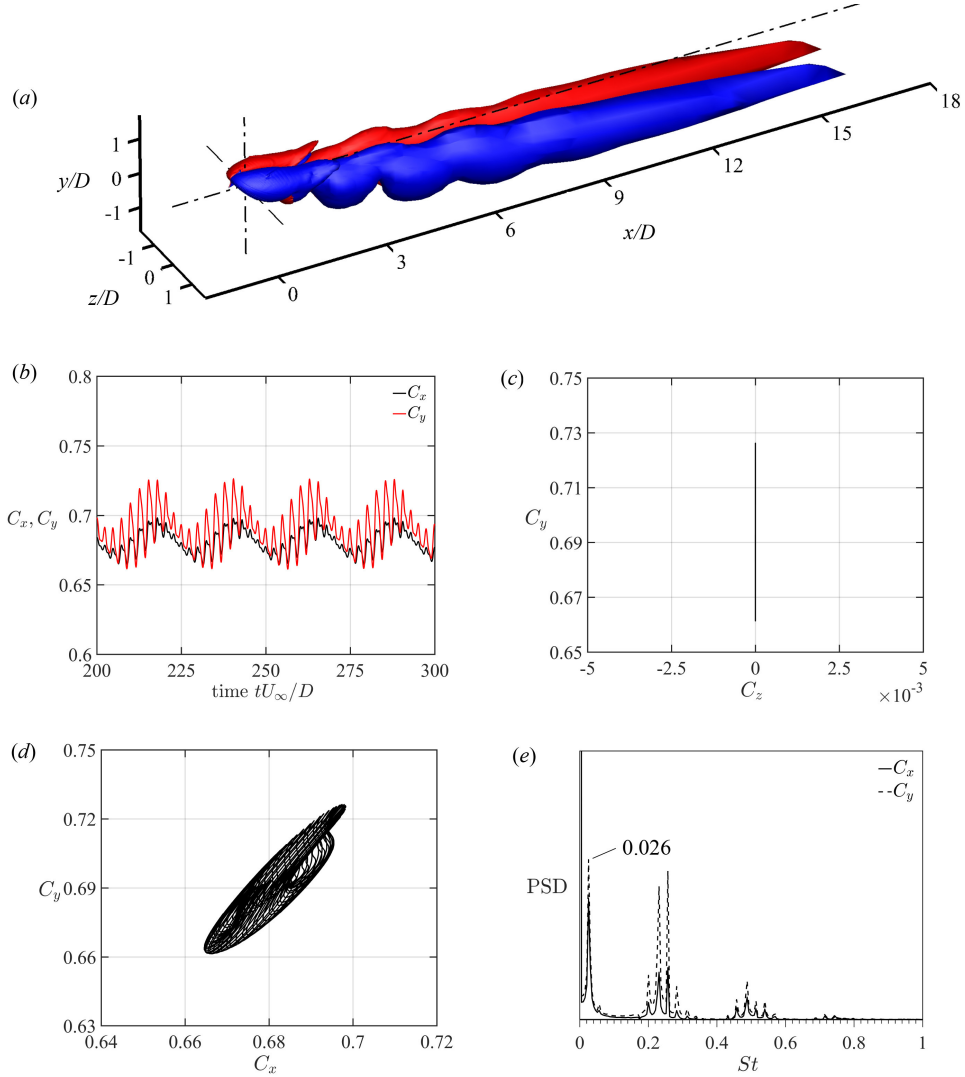 (a)
y/D
1
0
-1
-1
0
1
z/D
0
3
6
9
12
15
18
x/D
(b)
0.8
0.75
0.7
0.65
0.6
C_x, C_y
200
225
250
275
300
time tU_∞/D
C_x
C_y
(c)
0.75
0.73
0.71
0.69
0.67
0.65
C_y
-5
-2.5
0
2.5
5
C_z
×10^-3
(d)
0.75
0.72
0.69
0.66
0.63
C_y
0.64
0.66
0.68
0.7
0.72
C_x
(e)
C_x
C_y
0.026
PSD
0
0.2
0.4
0.6
0.8
1
St